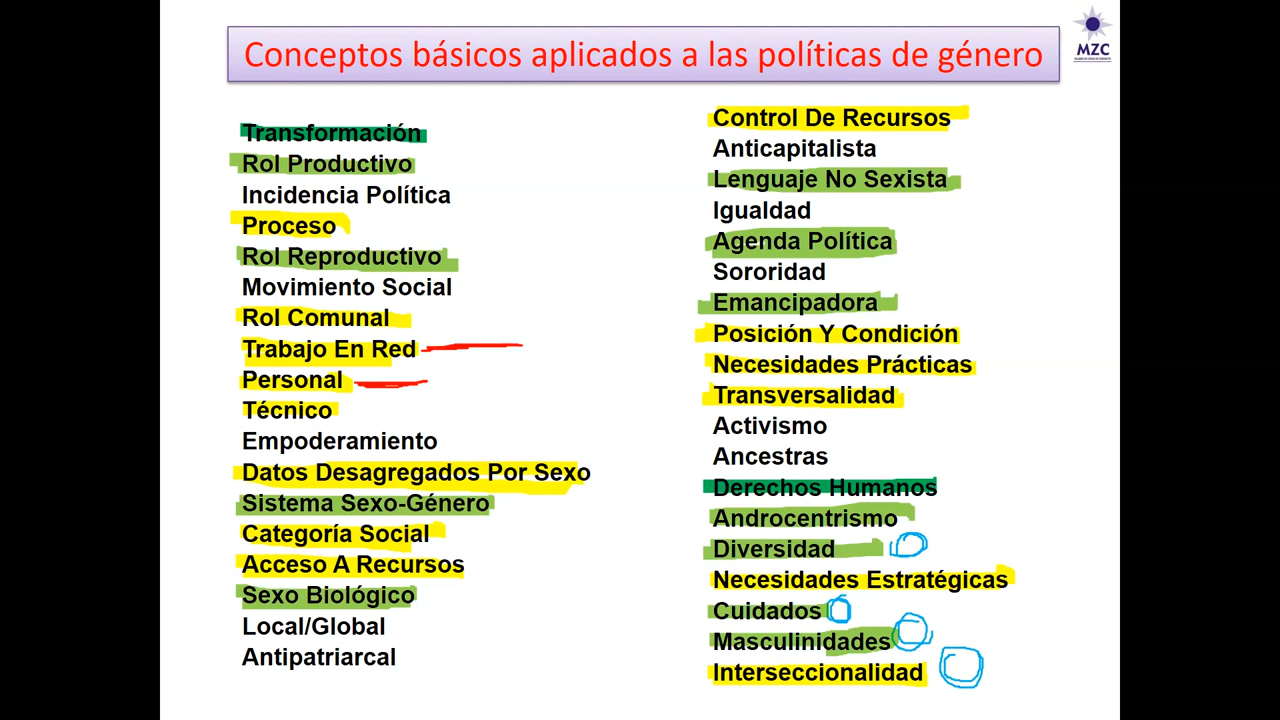 Conceptos básicos aplicados a las políticas de género
MZC
Transformación
Rol Productivo
Incidencia Política
Proceso
Rol Reproductivo
Movimiento Social
Rol Comunal
Trabajo En Red
Personal
Técnico
Empoderamiento
Datos Desagregados Por Sexo
Sistema Sexo-Género
Categoría Social
Acceso A Recursos
Sexo Biológico
Local/Global
Antipatriarcal
Control De Recursos
Anticapitalista
Lenguaje No Sexista
Igualdad
Agenda Política
Sororidad
Emancipadora
Posición Y Condición
Necesidades Prácticas
Transversalidad
Activismo
Ancestras
Derechos Humanos
Androcentrismo
Diversidad
Necesidades Estratégicas
Cuidados
Masculinidades
Interseccionalidad